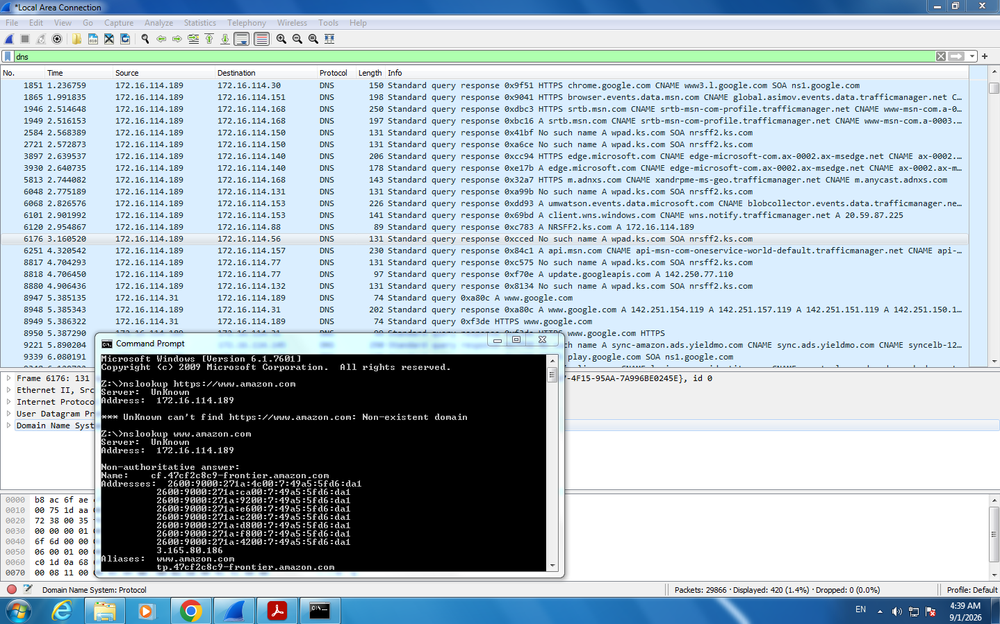 *Local Area Connection
File Edit View Go Capture Analyze Statistics Telephony Wireless Tools Help
dns
No. Time Source Destination Protocol Length Info
1851 1.236759 172.16.114.189 172.16.114.30 DNS 150 Standard query response 0x9f51 HTTPS chrome.google.com CNAME www3.l.google.com SOA ns1.google.com
1865 1.991835 172.16.114.189 172.16.114.151 DNS 198 Standard query response 0x9041 HTTPS browser.events.data.msn.com CNAME global.asimov.events.data.trafficmanager.net C…
1946 2.514648 172.16.114.189 172.16.114.168 DNS 250 Standard query response 0xdbc3 HTTPS srtb.msn.com CNAME srtb-msn-com-profile.trafficmanager.net CNAME www-msn-com.a-0…
1949 2.516153 172.16.114.189 172.16.114.168 DNS 197 Standard query response 0xbc16 A srtb.msn.com CNAME srtb-msn-com-profile.trafficmanager.net CNAME www-msn-com.a-0003.…
2584 2.568389 172.16.114.189 172.16.114.150 DNS 131 Standard query response 0x41bf No such name A wpad.ks.com SOA nrsff2.ks.com
2721 2.572873 172.16.114.189 172.16.114.150 DNS 131 Standard query response 0xa6ce No such name A wpad.ks.com SOA nrsff2.ks.com
3897 2.639537 172.16.114.189 172.16.114.140 DNS 206 Standard query response 0xcc94 HTTPS edge.microsoft.com CNAME edge-microsoft-com.ax-0002.ax-msedge.net CNAME ax-0002.…
3930 2.640735 172.16.114.189 172.16.114.140 DNS 178 Standard query response 0xe17b A edge.microsoft.com CNAME edge-microsoft-com.ax-0002.ax-msedge.net CNAME ax-0002.ax-m…
5813 2.744082 172.16.114.189 172.16.114.168 DNS 143 Standard query response 0x32a7 HTTPS m.adnxs.com CNAME xandrpme-ms-geo.trafficmanager.net CNAME m.anycast.adnxs.com
6048 2.775189 172.16.114.189 172.16.114.131 DNS 131 Standard query response 0xa99b No such name A wpad.ks.com SOA nrsff2.ks.com
6068 2.826576 172.16.114.189 172.16.114.153 DNS 226 Standard query response 0xdd93 A umwatson.events.data.microsoft.com CNAME blobcollector.events.data.trafficmanager.ne…
6101 2.901992 172.16.114.189 172.16.114.153 DNS 141 Standard query response 0x69bd A client.wns.windows.com CNAME wns.notify.trafficmanager.net A 20.59.87.225
6120 2.954867 172.16.114.189 172.16.114.88 DNS 89 Standard query response 0xc783 A NRSFF2.ks.com A 172.16.114.189
6176 3.160520 172.16.114.189 172.16.114.56 DNS 131 Standard query response 0xcced No such name A wpad.ks.com SOA nrsff2.ks.com
6251 4.320542 172.16.114.189 172.16.114.157 DNS 230 Standard query response 0x84c1 A api.msn.com CNAME api-msn-com-oneservice-world-default.trafficmanager.net CNAME api-…
8817 4.704293 172.16.114.189 172.16.114.77 DNS 131 Standard query response 0xc575 No such name A wpad.ks.com SOA nrsff2.ks.com
8818 4.706450 172.16.114.189 172.16.114.77 DNS 97 Standard query response 0xf70e A update.googleapis.com A 142.250.77.110
8880 4.906436 172.16.114.189 172.16.114.132 DNS 131 Standard query response 0x8134 No such name A wpad.ks.com SOA nrsff2.ks.com
8947 5.385135 172.16.114.31 172.16.114.189 DNS 74 Standard query 0xa80c A www.google.com
8948 5.385343 172.16.114.189 172.16.114.31 DNS 202 Standard query response 0xa80c A www.google.com A 142.251.154.119 A 142.251.157.119 A 142.251.151.119 A 142.250.1…
8949 5.386322 172.16.114.31 172.16.114.189 DNS 74 Standard query 0xf3de HTTPS www.google.com
8950 5.387290 www.google.com HTTPS
9221 5.890204 ch name A sync-amazon.ads.yieldmo.com CNAME sync.ads.yieldmo.com CNAME syncelb-12…
9339 6.080191 play.google.com SOA ns1.google.com
Command Prompt
Microsoft Windows [Version 6.1.7601]
Copyright (c) 2009 Microsoft Corporation. All rights reserved.
Z:\>nslookup https://www.amazon.com
Server: UnKnown
Address: 172.16.114.189
*** UnKnown can't find https://www.amazon.com: Non-existent domain
Z:\>nslookup www.amazon.com
Server: UnKnown
Address: 172.16.114.189
Non-authoritative answer:
Name: cf.47cf2c8c9-frontier.amazon.com
Addresses: 2600:9000:271a:4c00:7:49a5:5fd6:da1
2600:9000:271a:ca00:7:49a5:5fd6:da1
2600:9000:271a:9200:7:49a5:5fd6:da1
2600:9000:271a:e600:7:49a5:5fd6:da1
2600:9000:271a:c200:7:49a5:5fd6:da1
2600:9000:271a:d800:7:49a5:5fd6:da1
2600:9000:271a:f800:7:49a5:5fd6:da1
2600:9000:271a:4200:7:49a5:5fd6:da1
3.165.80.186
Aliases: www.amazon.com
tp.47cf2c8c9-frontier.amazon.com
Frame 6176: 131 7-4F15-95AA-7A996BE0245E}, id 0
Ethernet II, Src
Internet Protoco
User Datagram Pr
Domain Name Syst
0000 b8 ac 6f ae
0010 00 75 1d aa
0020 72 38 00 35
0030 00 00 00 01
0040 6f 6d 00 00
0050 06 00 01 00
0060 c0 1d 0a 68
0070 00 08 11 00
Domain Name System: Protocol
Packets: 29866 · Displayed: 420 (1.4%) · Dropped: 0 (0.0%)
Profile: Default
EN
4:39 AM
9/1/2026